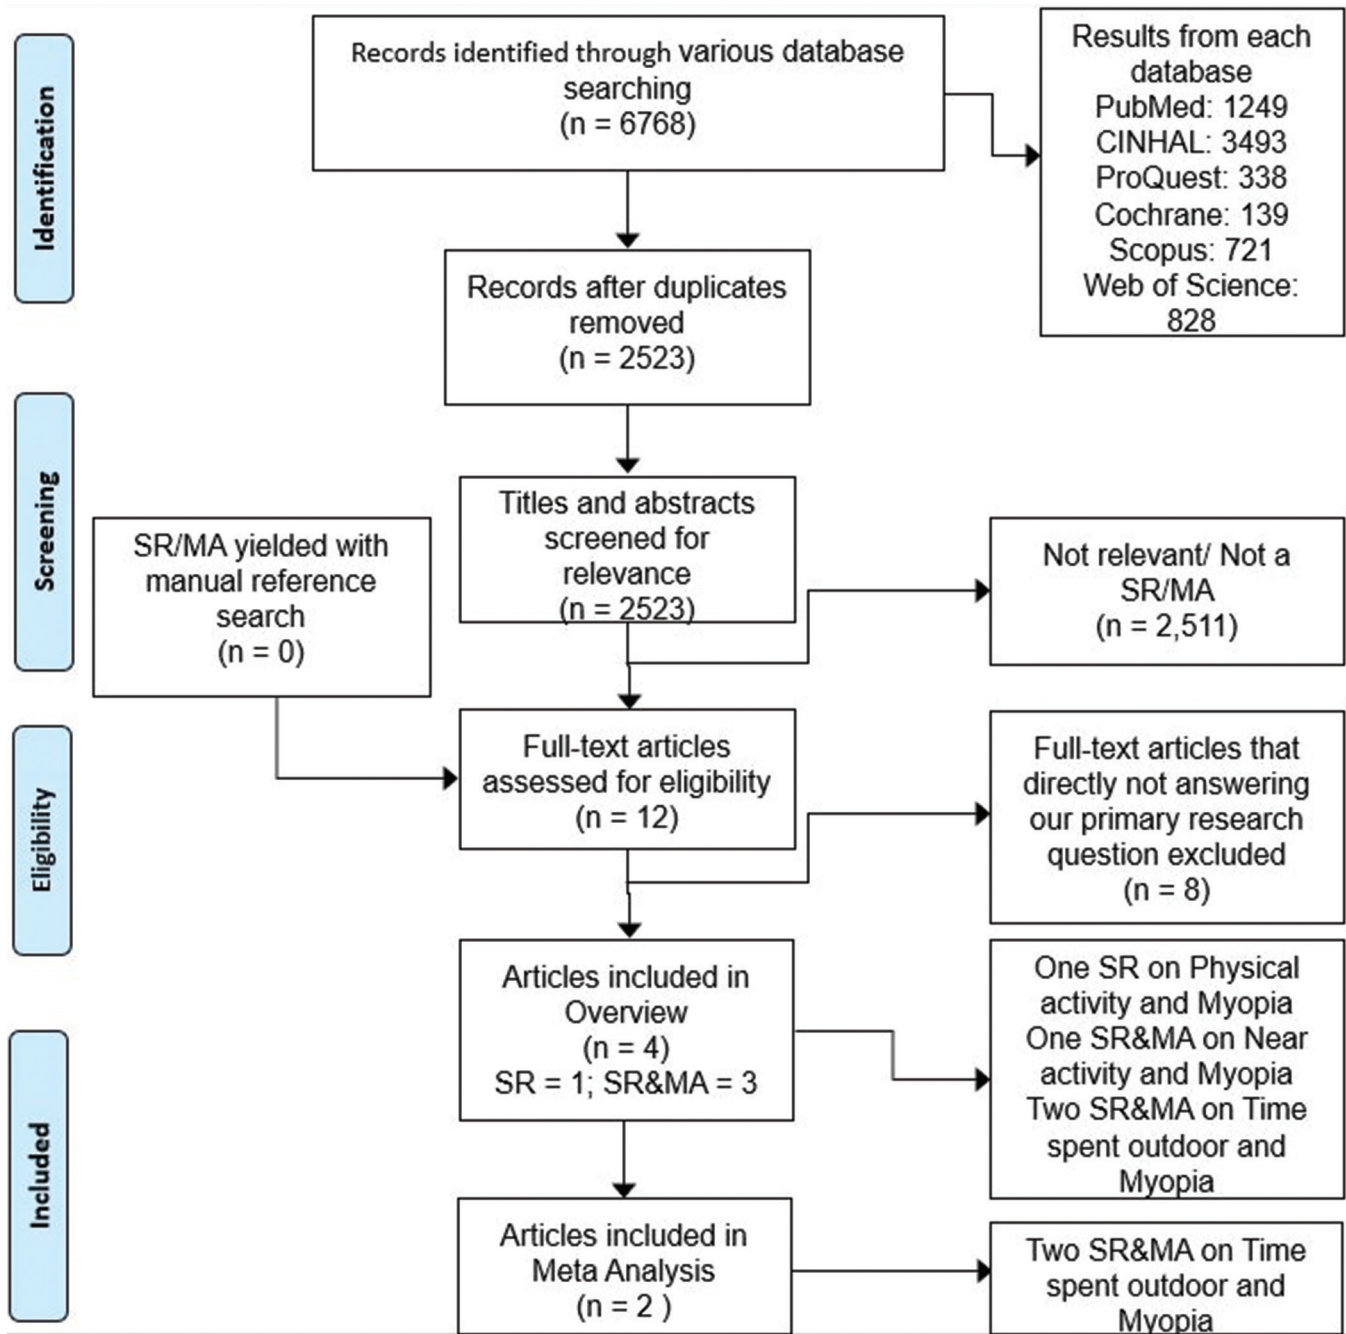 Identification
Records identified through various database
searching
(n = 6768)
Results from each
database
PubMed: 1249
CINHAL: 3493
ProQuest: 338
Cochrane: 139
Scopus: 721
Web of Science:
828
Records after duplicates
removed
(n = 2523)
Screening
Titles and abstracts
screened for
relevance
(n = 2523)
SR/MA yielded with
manual reference
search
(n = 0)
Not relevant/ Not a
SR/MA
(n = 2,511)
Eligibility
Full-text articles
assessed for eligibility
(n = 12)
Full-text articles that
directly not answering
our primary research
question excluded
(n = 8)
Included
Articles included in
Overview
(n = 4)
SR = 1; SR&MA = 3
One SR on Physical
activity and Myopia
One SR&MA on Near
activity and Myopia
Two SR&MA on Time
spent outdoor and
Myopia
Articles included in
Meta Analysis
(n = 2 )
Two SR&MA on Time
spent outdoor and
Myopia